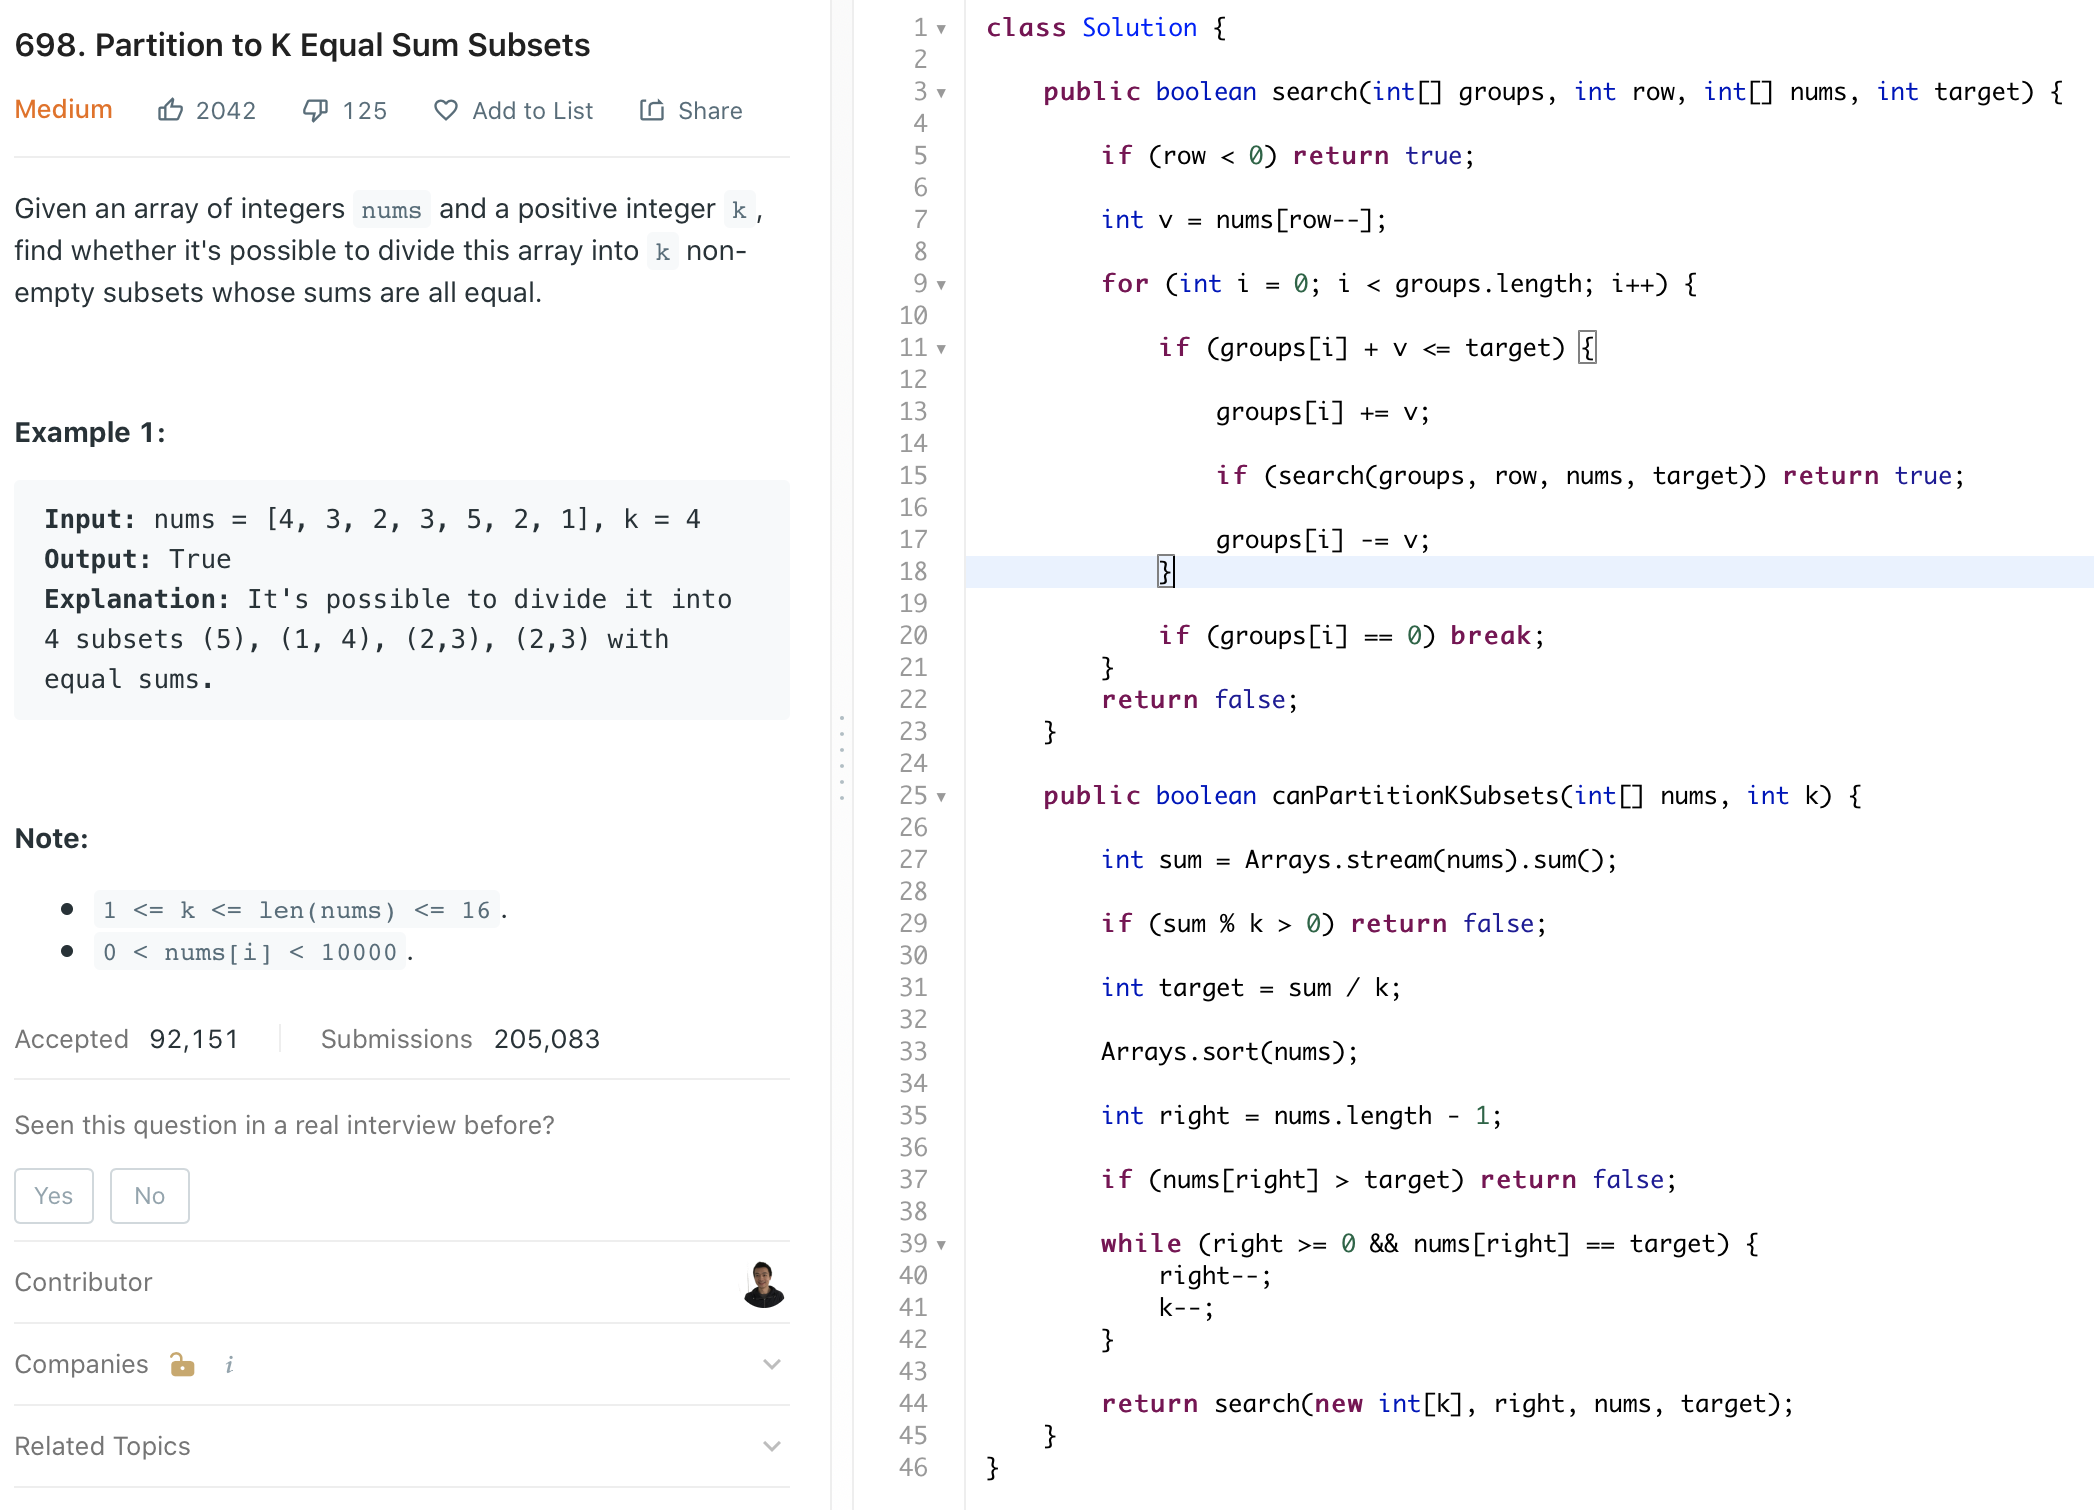 698. Partition to K Equal Sum Subsets
Medium 2042 125 Add to List Share
Given an array of integers nums and a positive integer k ,
find whether it's possible to divide this array into k non-
empty subsets whose sums are all equal.
Example 1:
Input: nums = [4, 3, 2, 3, 5, 2, 1], k = 4
Output: True
Explanation: It's possible to divide it into
4 subsets (5), (1, 4), (2,3), (2,3) with
equal sums.
Note:
1 <= k <= len(nums) <= 16 .
0 < nums[i] < 10000 .
Accepted 92,151 Submissions 205,083
Seen this question in a real interview before?
Yes No
Contributor
Companies i
Related Topics
1 class Solution {
2
3 public boolean search(int[] groups, int row, int[] nums, int target) {
4
5 if (row < 0) return true;
6
7 int v = nums[row--];
8
9 for (int i = 0; i < groups.length; i++) {
10
11 if (groups[i] + v <= target) {
12
13 groups[i] += v;
14
15 if (search(groups, row, nums, target)) return true;
16
17 groups[i] -= v;
18 }
19
20 if (groups[i] == 0) break;
21 }
22 return false;
23 }
24
25 public boolean canPartitionKSubsets(int[] nums, int k) {
26
27 int sum = Arrays.stream(nums).sum();
28
29 if (sum % k > 0) return false;
30
31 int target = sum / k;
32
33 Arrays.sort(nums);
34
35 int right = nums.length - 1;
36
37 if (nums[right] > target) return false;
38
39 while (right >= 0 && nums[right] == target) {
40 right--;
41 k--;
42 }
43
44 return search(new int[k], right, nums, target);
45 }
46 }